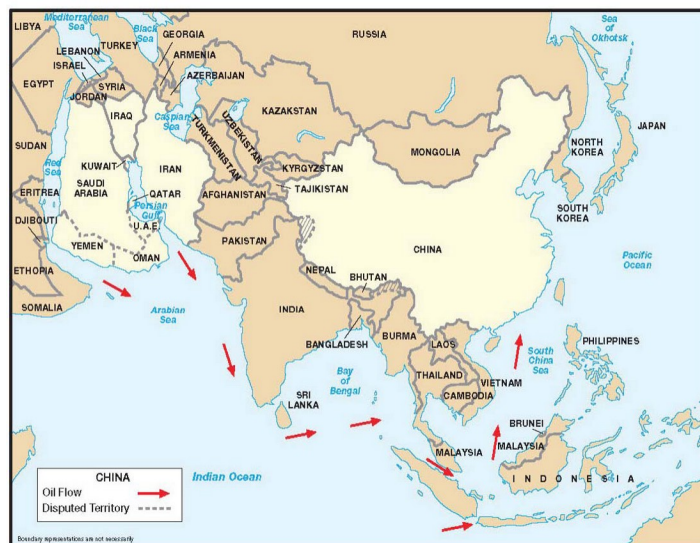 LIBYA
Mediterranean
Sea
Black
Sea
GEORGIA
RUSSIA
Sea
of
Okhotsk
LEBANON
TURKEY
ARMENIA
ISRAEL
AZERBAIJAN
EGYPT
SYRIA
JORDAN
KAZAKSTAN
IRAQ
Caspian
Sea
TURKMENISTAN
UZBEKISTAN
MONGOLIA
NORTH
KOREA
JAPAN
SUDAN
Red
Sea
KUWAIT
IRAN
KYRGYZSTAN
TAJIKISTAN
SAUDI
ARABIA
QATAR
AFGHANISTAN
SOUTH
KOREA
ERITREA
Persian
Gulf
DJIBOUTI
U.A.E.
PAKISTAN
CHINA
YEMEN
OMAN
NEPAL
BHUTAN
Pacific
Ocean
ETHOPIA
SOMALIA
Arabian
Sea
INDIA
BANGLADESH
BURMA
LAOS
PHILIPPINES
South
China
Sea
Bay
of
Bengal
THAILAND
VIETNAM
CAMBODIA
SRI
LANKA
BRUNEI
MALAYSIA
MALAYSIA
Indian Ocean
INDONESIA
CHINA
Oil Flow
Disputed Territory
Boundary representations are not necessarily